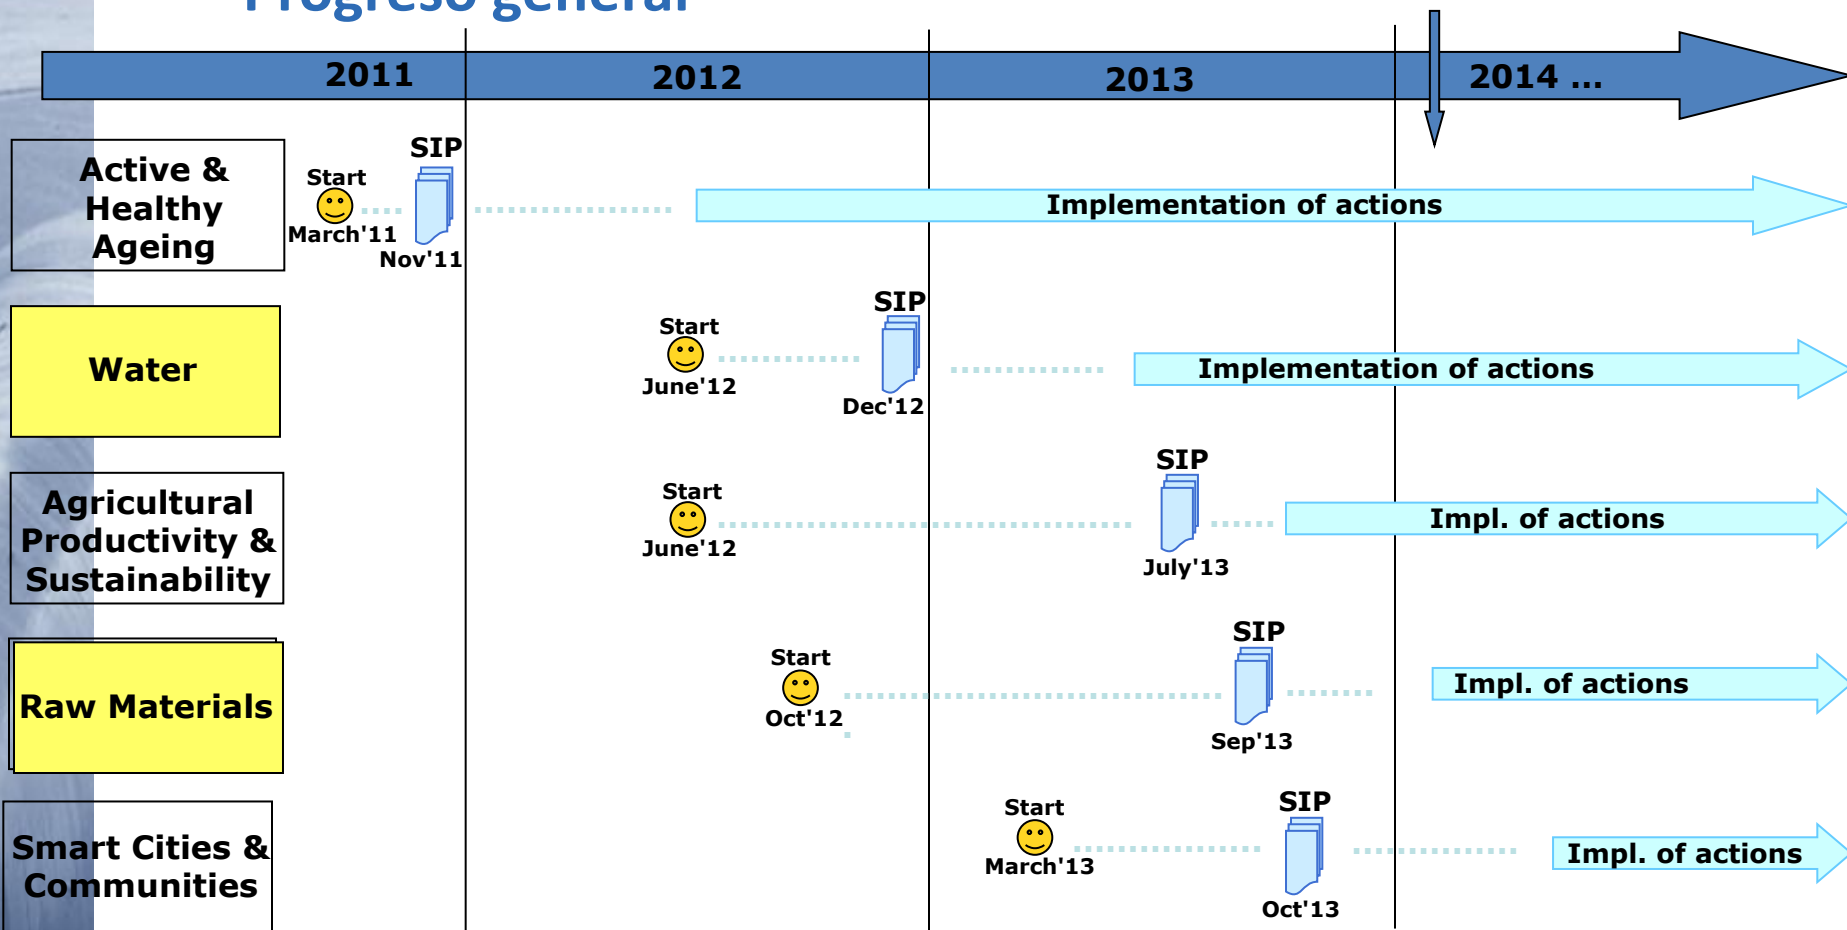 Progreso general
2011
2012
2013
2014 ...
Active &
Healthy
Ageing
Start
March'11
SIP
Nov'11
Implementation of actions
Water
Start
June'12
SIP
Dec'12
Implementation of actions
Agricultural
Productivity &
Sustainability
Start
June'12
SIP
July'13
Impl. of actions
Raw Materials
Start
Oct'12
SIP
Sep'13
Impl. of actions
Smart Cities &
Communities
Start
March'13
SIP
Oct'13
Impl. of actions